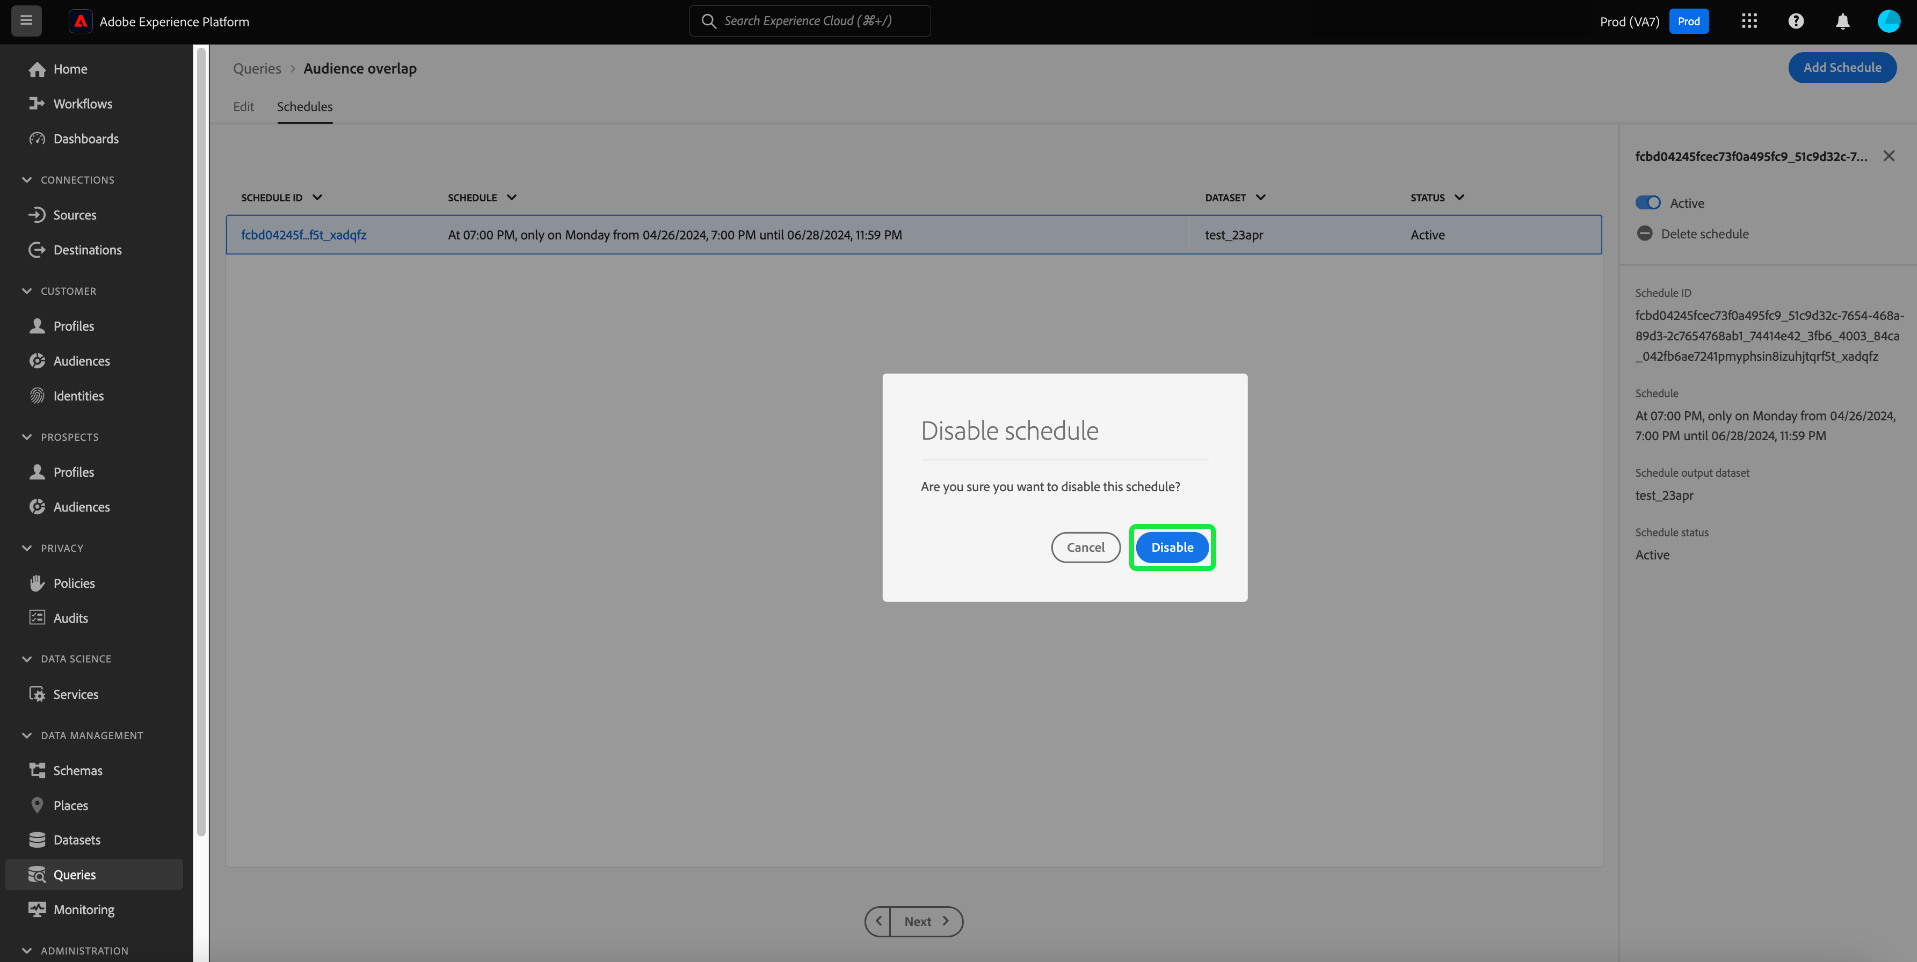 Adobe Experience Platform
Search Experience Cloud (⌘+/)
Prod (VA7)
Prod
Home
Workflows
Dashboards
CONNECTIONS
Sources
Destinations
CUSTOMER
Profiles
Audiences
Identities
PROSPECTS
Profiles
Audiences
PRIVACY
Policies
Audits
DATA SCIENCE
Services
DATA MANAGEMENT
Schemas
Places
Datasets
Queries
Monitoring
ADMINISTRATION
Queries > Audience overlap
Add Schedule
Edit
Schedules
SCHEDULE ID
SCHEDULE
DATASET
STATUS
fcbd04245f...f5t_xadqfz
At 07:00 PM, only on Monday from 04/26/2024, 7:00 PM until 06/28/2024, 11:59 PM
test_23apr
Active
Disable schedule
Are you sure you want to disable this schedule?
Cancel
Disable
Next
fcbd04245fcec73f0a495fc9_51c9d32c-7...
Active
Delete schedule
Schedule ID
fcbd04245fcec73f0a495fc9_51c9d32c-7654-468a-
89d3-2c7654768ab1_74414e42_3fb6_4003_84ca
_042fb6ae7241pmyphsin8izuhjtqrf5t_xadqfz
Schedule
At 07:00 PM, only on Monday from 04/26/2024,
7:00 PM until 06/28/2024, 11:59 PM
Schedule output dataset
test_23apr
Schedule status
Active